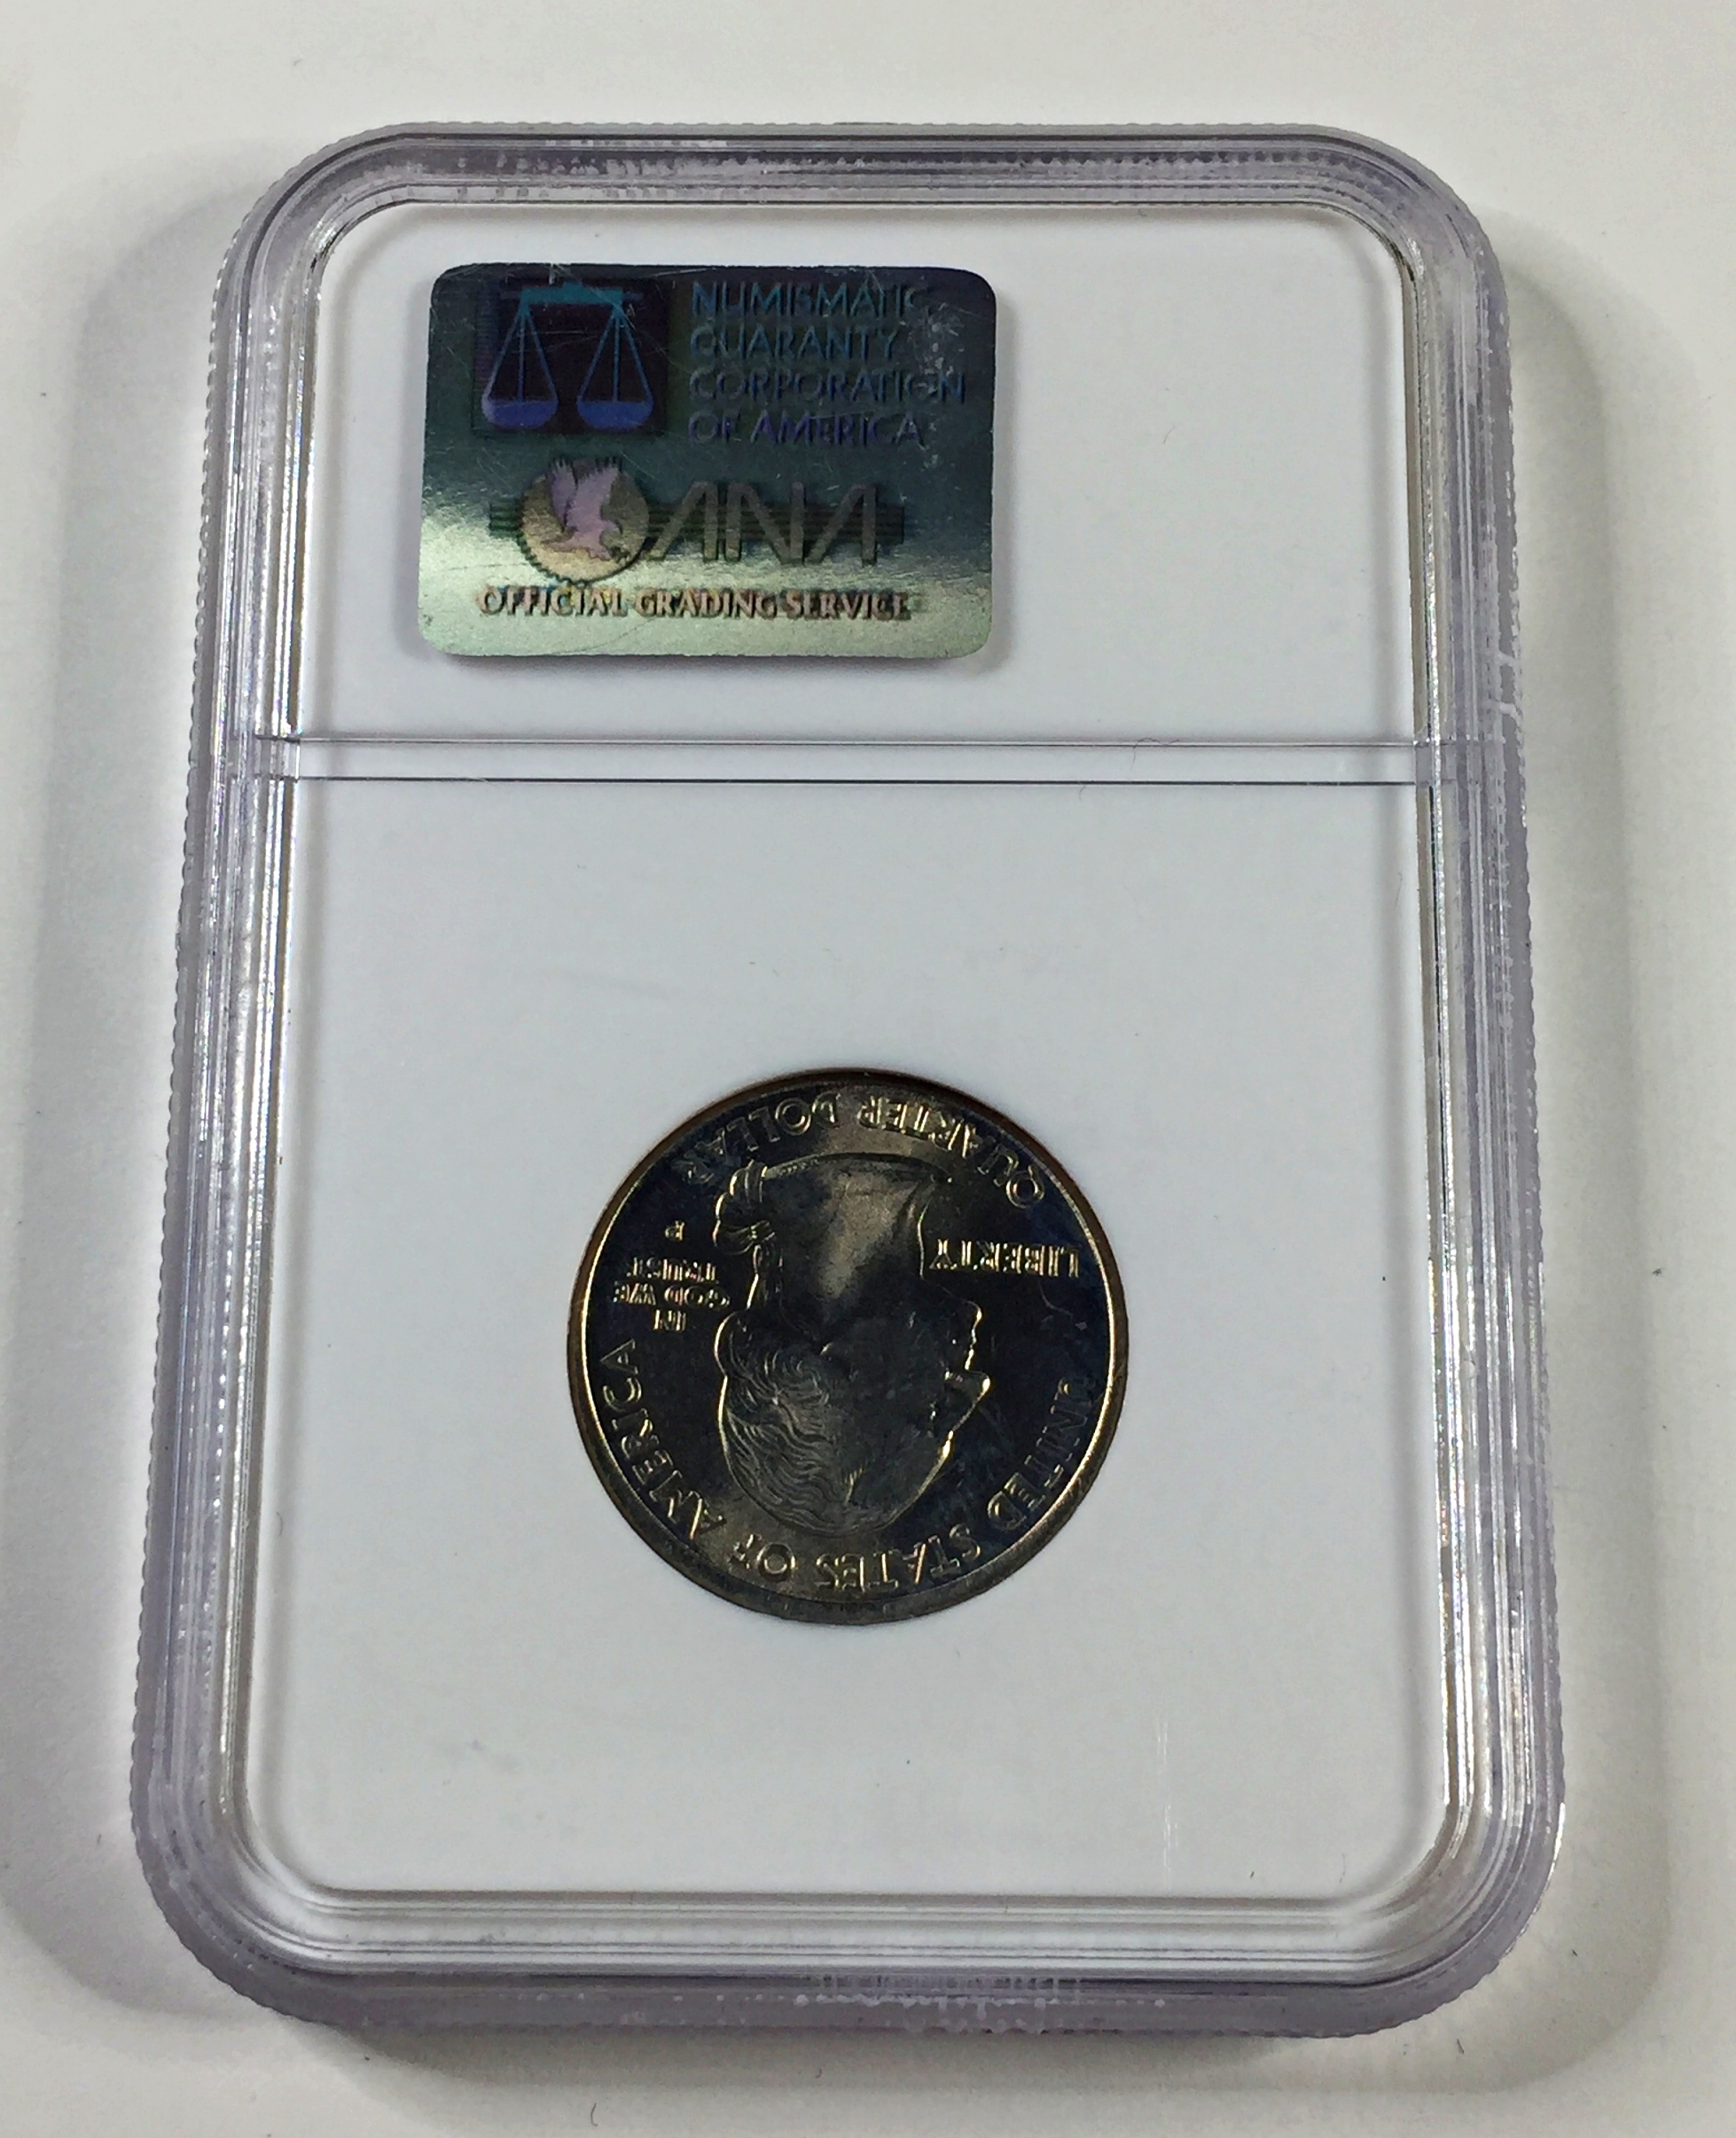 NUMISMATIC
GUARANTY
CORPORATION
OF AMERICA
ANA
OFFICIAL GRADING SERVICE
UNITED STATES OF AMERICA
LIBERTY
IN
GOD WE
TRUST
P
QUARTER DOLLAR